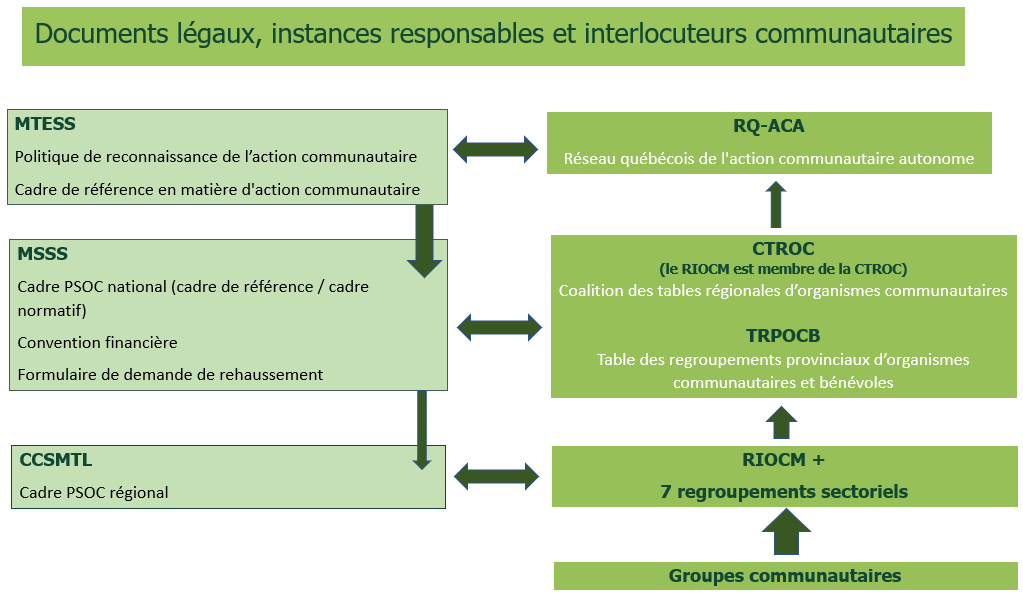 Documents légaux, instances responsables et interlocuteurs communautaires
MTESS
Politique de reconnaissance de l’action communautaire
Cadre de référence en matière d'action communautaire
RQ-ACA
Réseau québécois de l'action communautaire autonome
MSSS
Cadre PSOC national (cadre de référence / cadre
normatif)
Convention financière
Formulaire de demande de rehaussement
CTROC
(le RIOCM est membre de la CTROC)
Coalition des tables régionales d’organismes communautaires
TRPOCB
Table des regroupements provinciaux d’organismes
communautaires et bénévoles
CCSMTL
Cadre PSOC régional
RIOCM +
7 regroupements sectoriels
Groupes communautaires